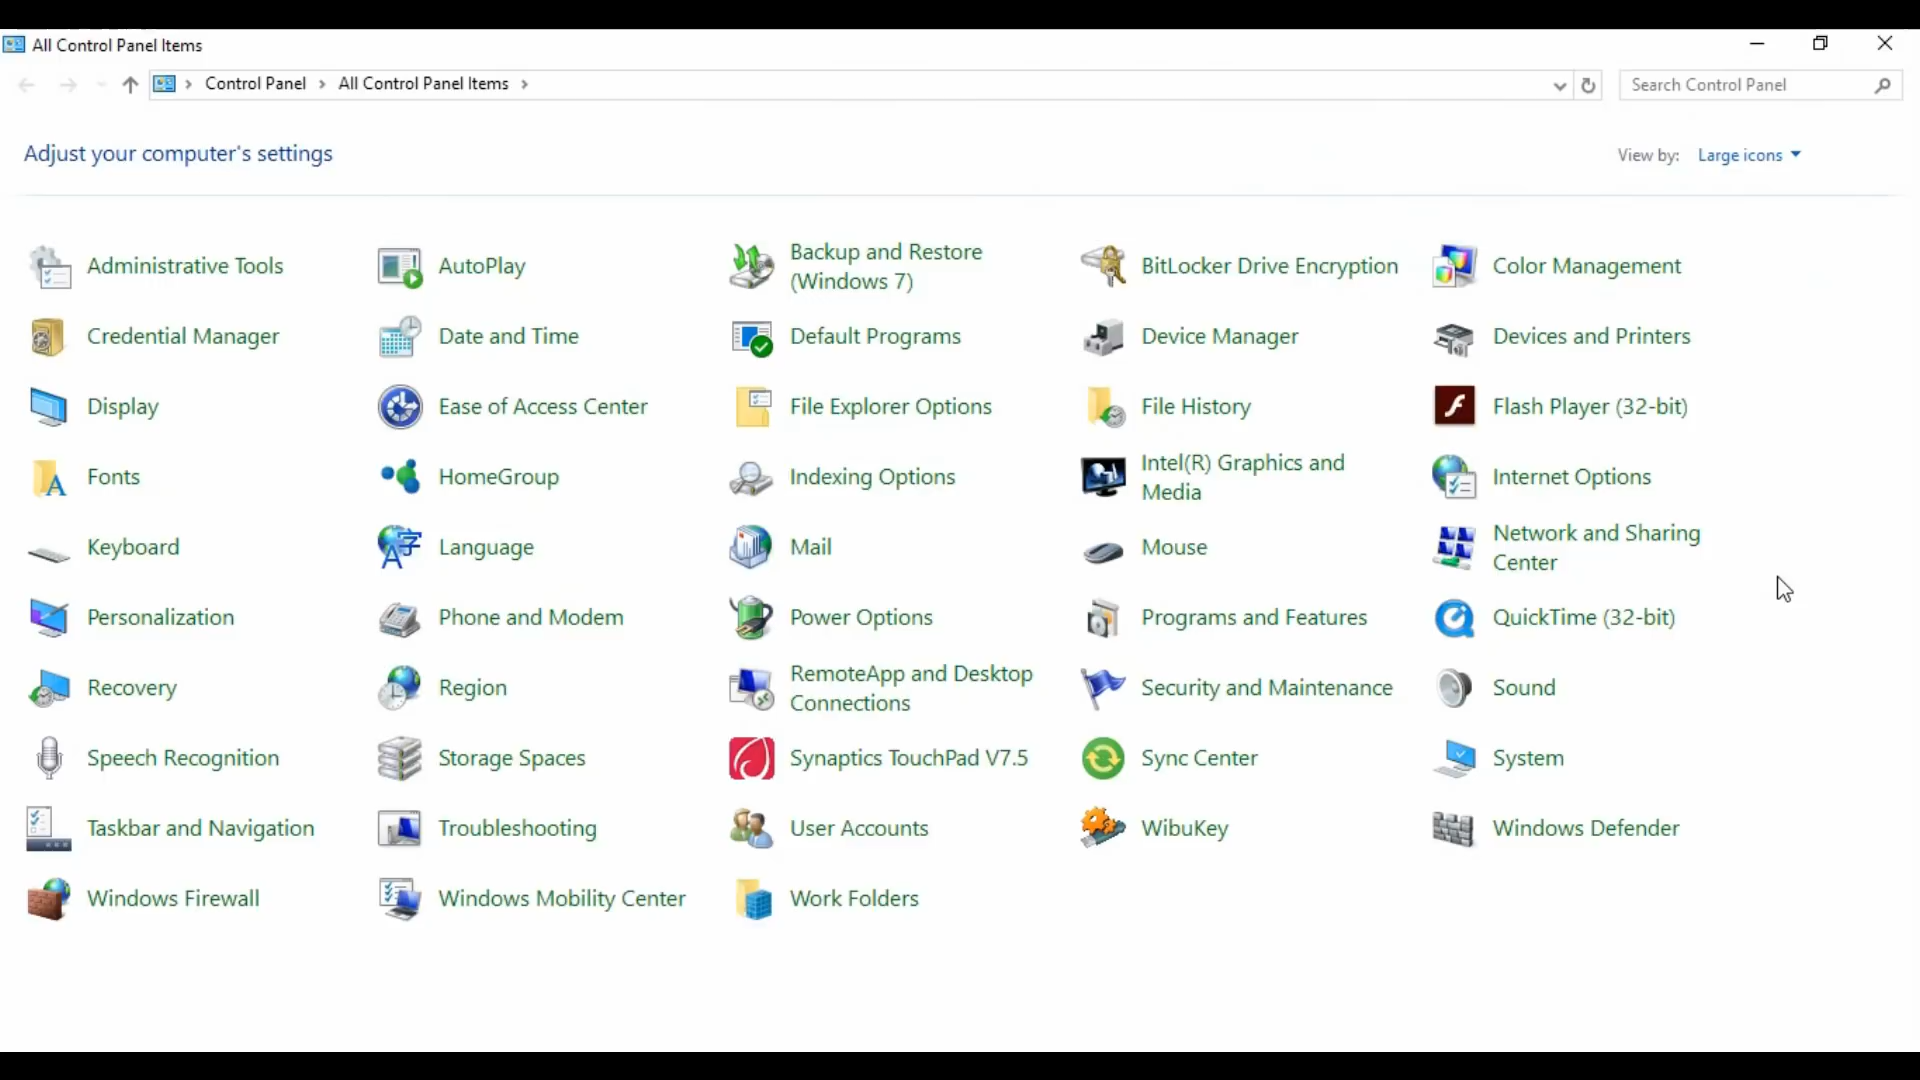 All Control Panel Items
Control Panel All Control Panel Items
Search Control Panel
Adjust your computer's settings
View by: Large icons
Administrative Tools
AutoPlay
Backup and Restore
(Windows 7)
BitLocker Drive Encryption
Color Management
Credential Manager
Date and Time
Default Programs
Device Manager
Devices and Printers
Display
Ease of Access Center
File Explorer Options
File History
Flash Player (32-bit)
Fonts
HomeGroup
Indexing Options
Intel(R) Graphics and
Media
Internet Options
Keyboard
Language
Mail
Mouse
Network and Sharing
Center
Personalization
Phone and Modem
Power Options
Programs and Features
QuickTime (32-bit)
Recovery
Region
RemoteApp and Desktop
Connections
Security and Maintenance
Sound
Speech Recognition
Storage Spaces
Synaptics TouchPad V7.5
Sync Center
System
Taskbar and Navigation
Troubleshooting
User Accounts
WibuKey
Windows Defender
Windows Firewall
Windows Mobility Center
Work Folders